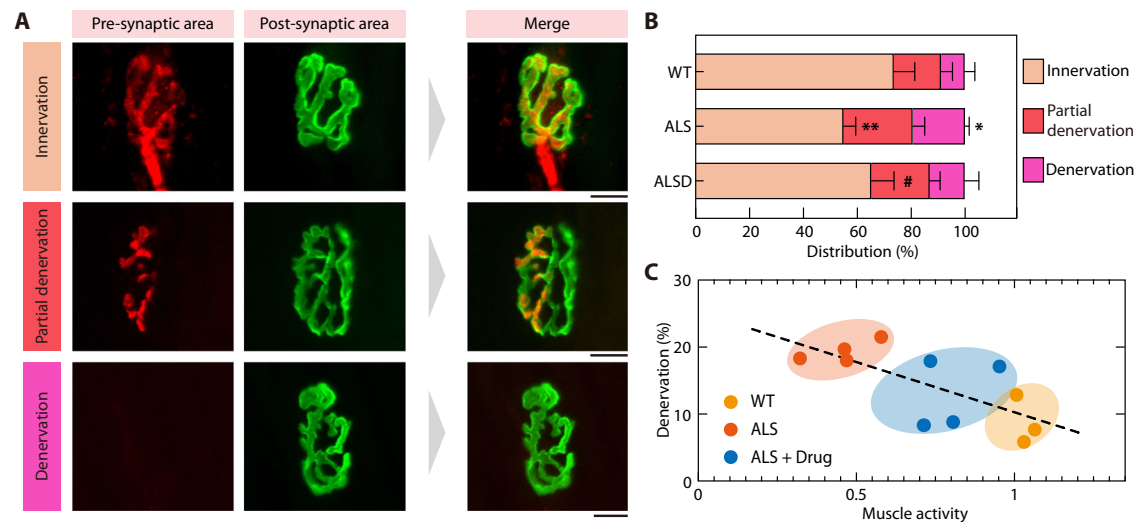 A
Pre-synaptic area
Post-synaptic area
Merge
Innervation
Partial denervation
Denervation
B
WT
ALS
ALSD
**
*
#
0
20
40
60
80
100
Distribution (%)
Innervation
Partial
denervation
Denervation
C
30
20
10
0
Denervation (%)
WT
ALS
ALS + Drug
0
0.5
1
Muscle activity